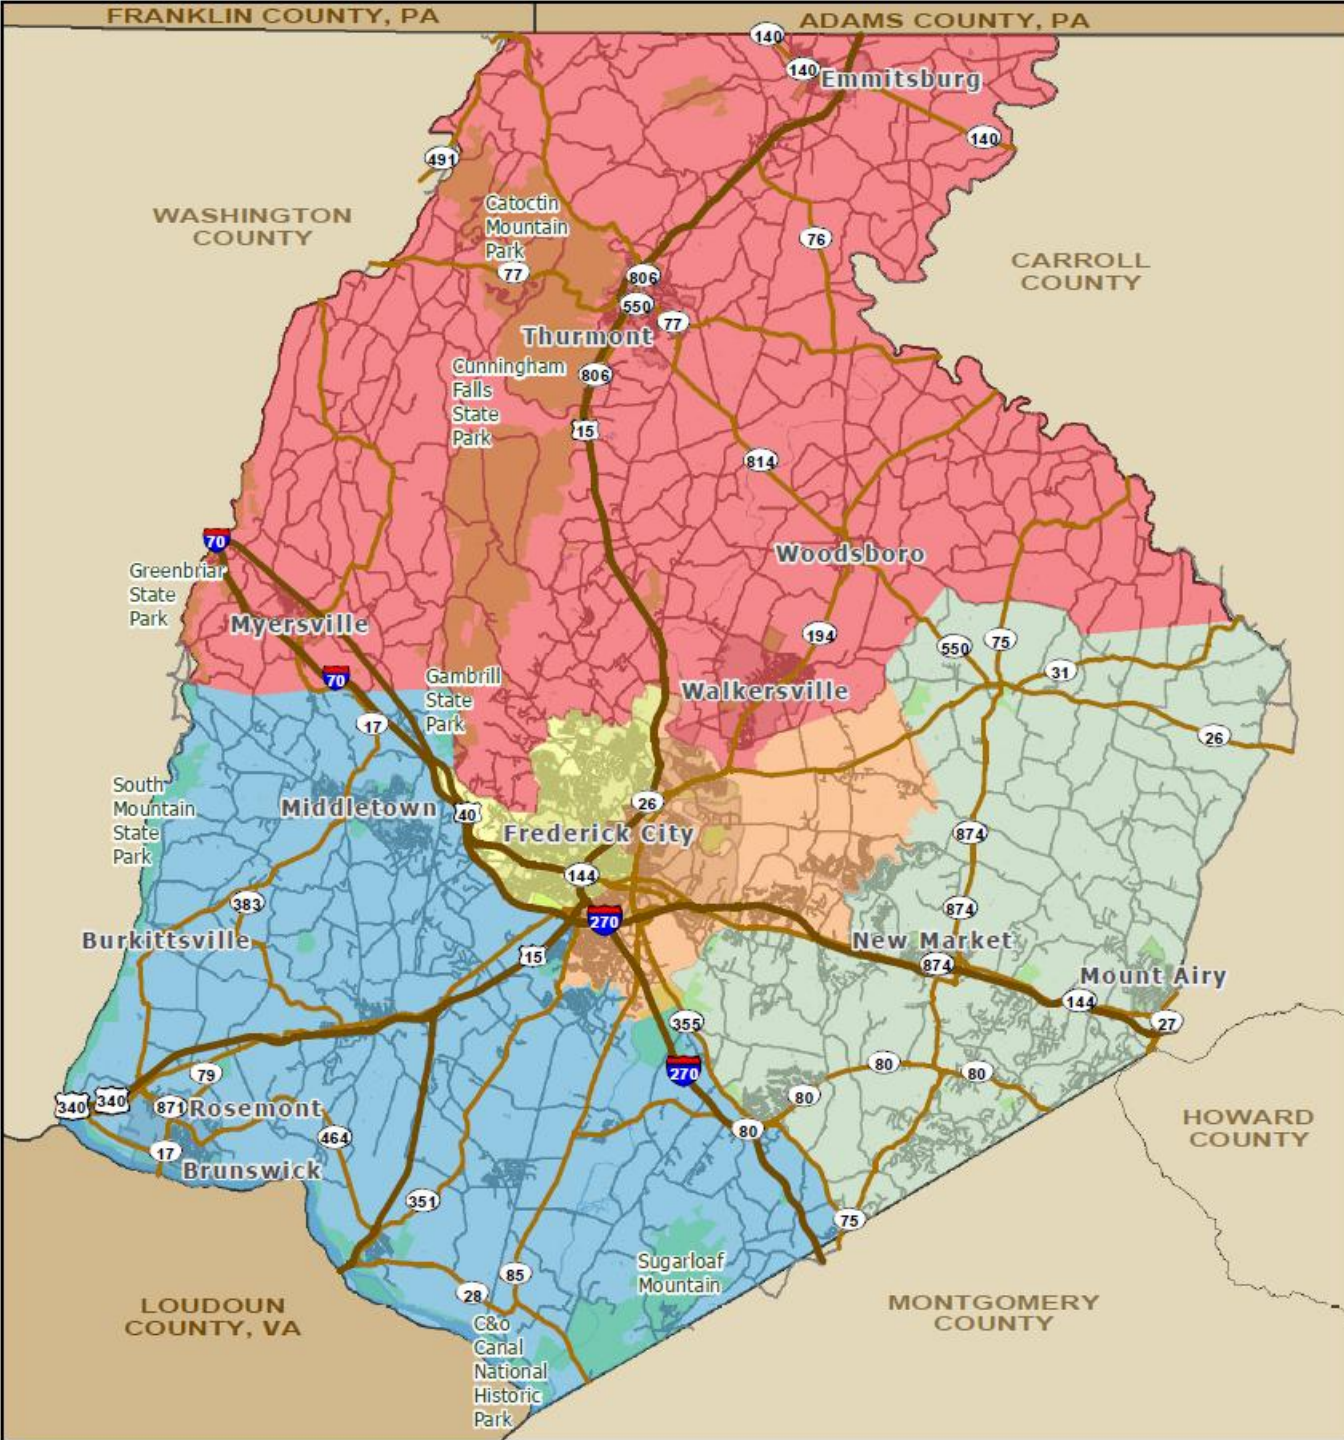 FRANKLIN COUNTY, PA
ADAMS COUNTY, PA
140
140
Emmitsburg
140
491
WASHINGTON
COUNTY
Catoctin
Mountain
Park
77
76
CARROLL
COUNTY
806
550
77
Thurmont
Cunningham
Falls
State
Park
806
15
814
70
Woodsboro
Greenbriar
State
Park
Myersville
194
550
75
31
70
Gambrill
State
Park
Walkersville
17
26
South
Mountain
State
Park
Middletown
40
26
Frederick City
874
144
383
874
270
Burkittsville
15
New Market
874
Mount Airy
144
27
355
270
80
80
79
80
340
340
871
Rosemont
80
HOWARD
COUNTY
464
17
Brunswick
351
75
Sugarloaf
Mountain
85
28
LOUDOUN
COUNTY, VA
MONTGOMERY
COUNTY
C&o
Canal
National
Historic
Park